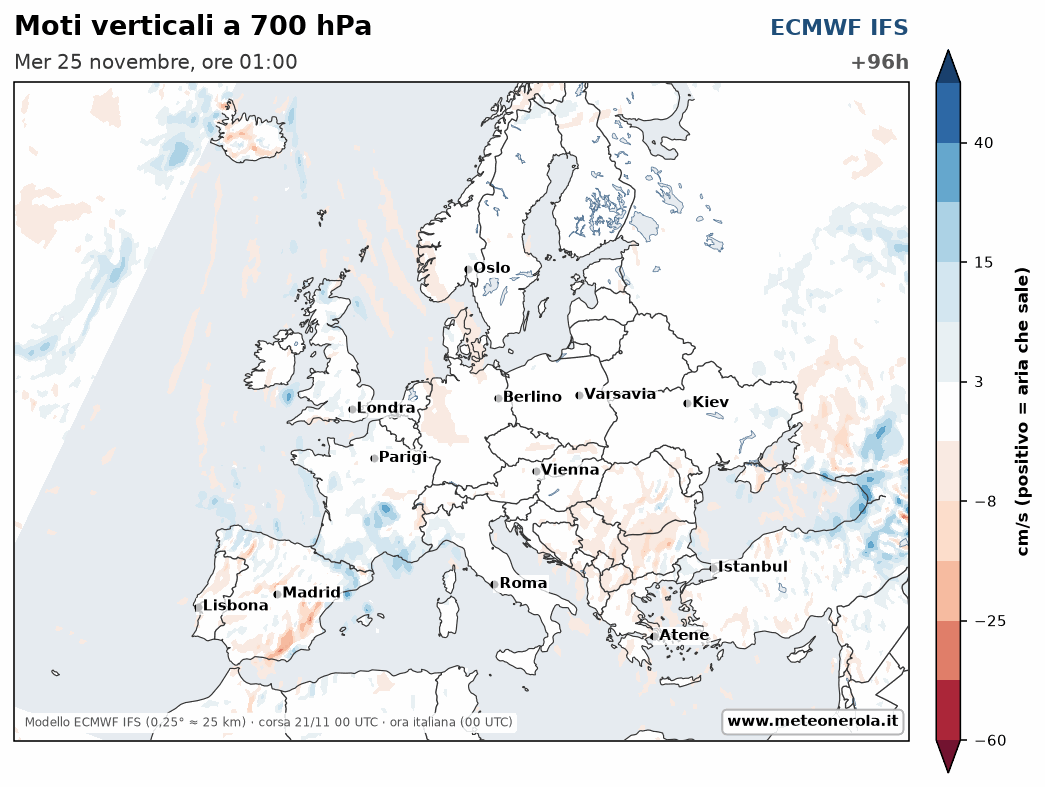 Moti verticali a 700 hPa
ECMWF IFS
Mer 25 novembre, ore 01:00
+96h
Oslo
Londra
Berlino
Varsavia
Kiev
Parigi
Vienna
Istanbul
Roma
Madrid
Lisbona
Atene
40
15
3
−8
−25
−60
cm/s (positivo = aria che sale)
Modello ECMWF IFS (0,25° ≈ 25 km) · corsa 21/11 00 UTC · ora italiana (00 UTC)
www.meteonerola.it